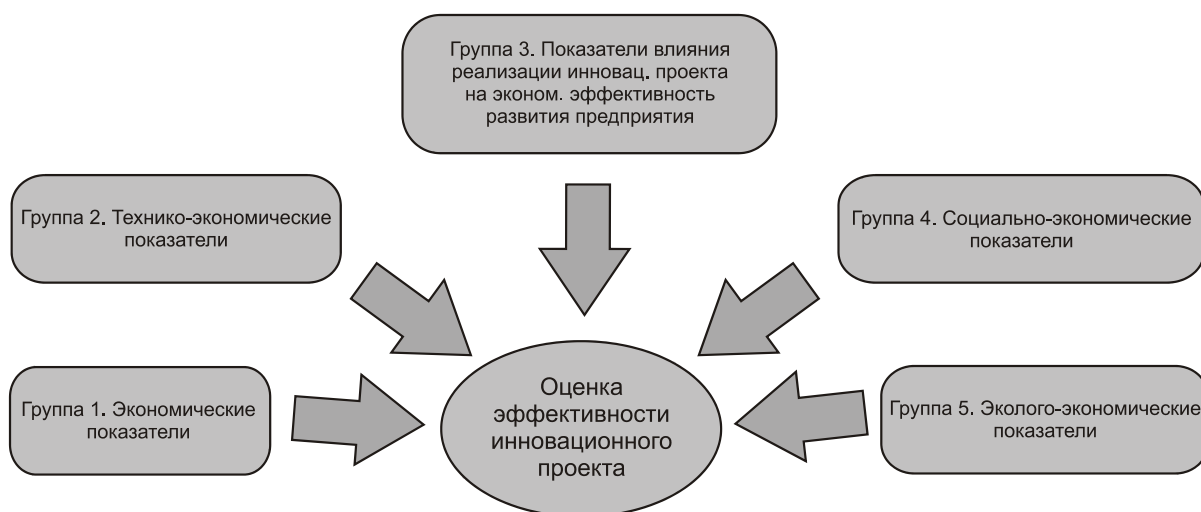 Группа 3. Показатели влияния
реализации инновац. проекта
на эконом. эффективность
развития предприятия
Группа 2. Технико-экономические
показатели
Группа 4. Социально-экономические
показатели
Группа 1. Экономические
показатели
Оценка
эффективности
инновационного
проекта
Группа 5. Эколого-экономические
показатели